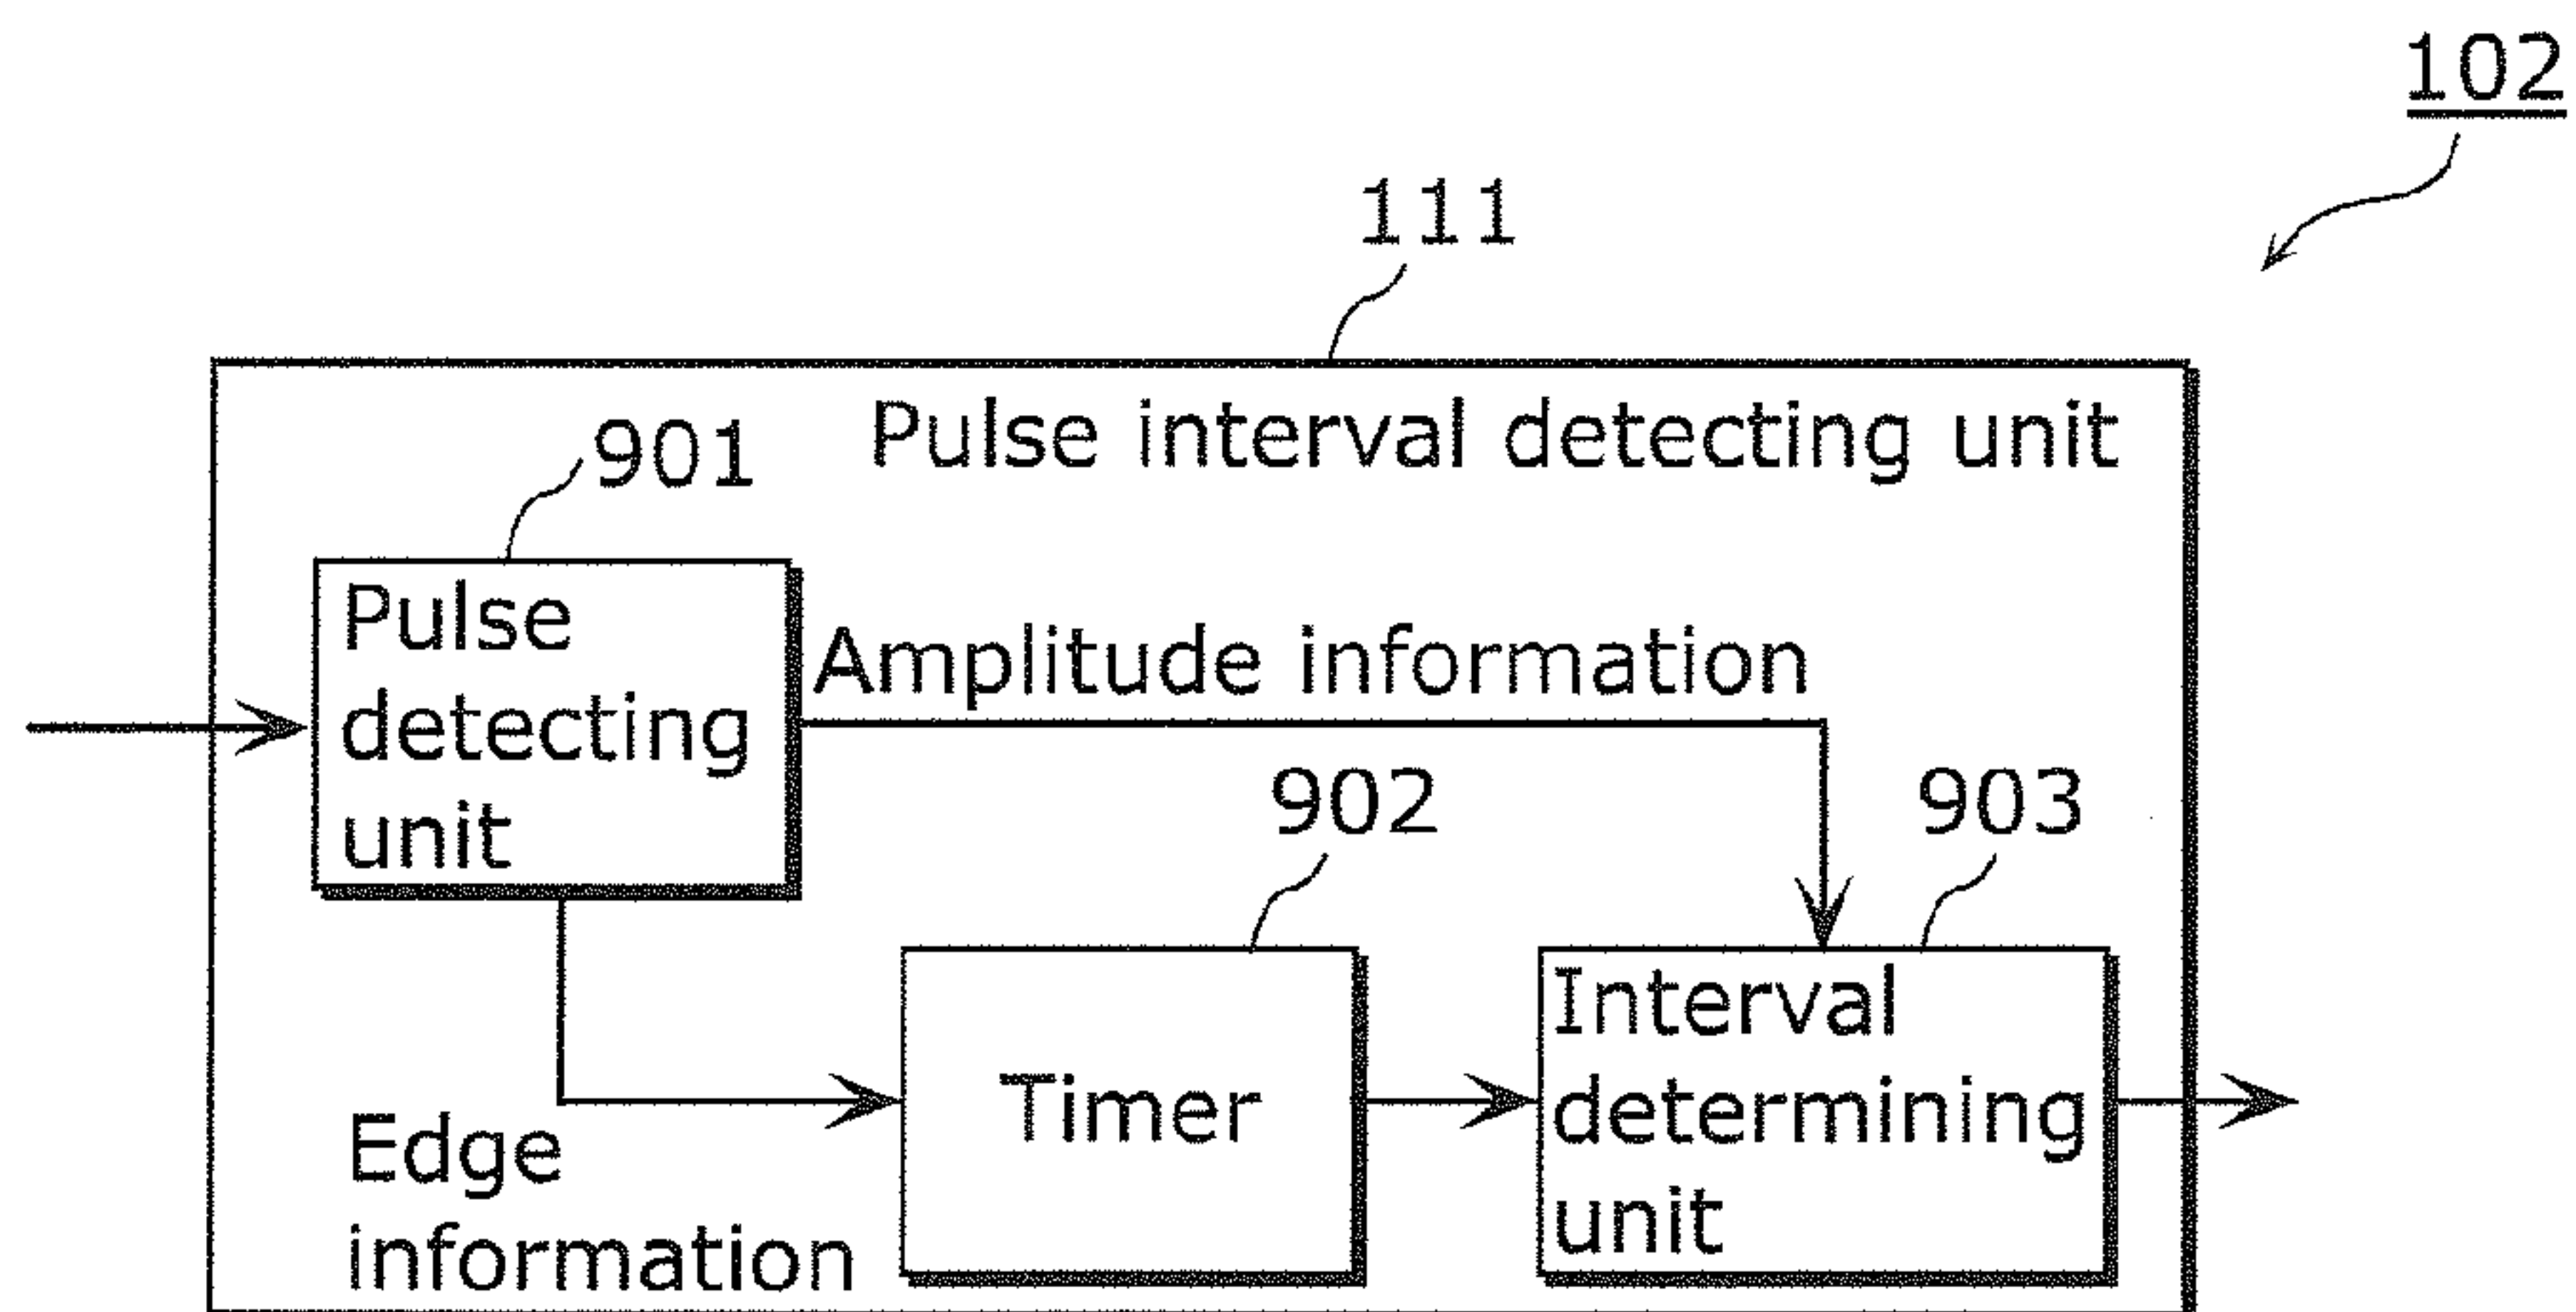 102
111
Pulse interval detecting unit
901
Pulse
detecting
unit
Amplitude information
902
903
Edge
information
Timer
Interval
determining
unit